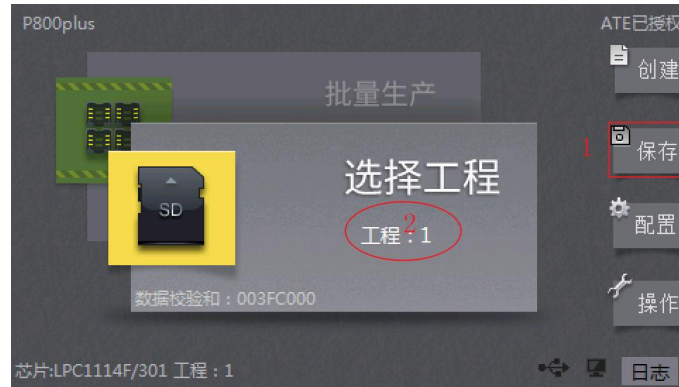 P800plus
ATE已授权
创建
批量生产
1
保存
选择工程
SD
2
工程：1
配置
数据校验和：003FC000
操作
芯片:LPC1114F/301 工程：1
日志